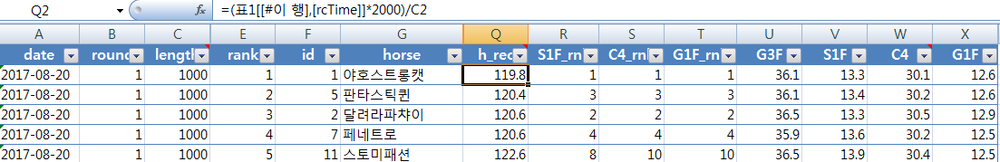 Q2 fx =(표1[[#이 행],[rcTime]]*2000)/C2
A B C E F G Q R S T U V W X
date round length rank id horse h_rec S1F_rn C4_rn G1F_rn G3F S1F C4 G1F
2017-08-20 1 1000 1 1 야호스트롱캣 119.8 1 1 1 36.1 13.3 30.1 12.6
2017-08-20 1 1000 2 5 판타스틱퀸 120.4 3 3 3 36.1 13.4 30.2 12.6
2017-08-20 1 1000 3 2 달려라파챠이 120.6 2 2 2 36.5 13.3 30.5 12.9
2017-08-20 1 1000 4 7 페네트로 120.6 4 4 4 35.9 13.6 30.2 12.5
2017-08-20 1 1000 5 11 스토미패션 122.6 8 10 10 36.5 13.9 30.4 12.5